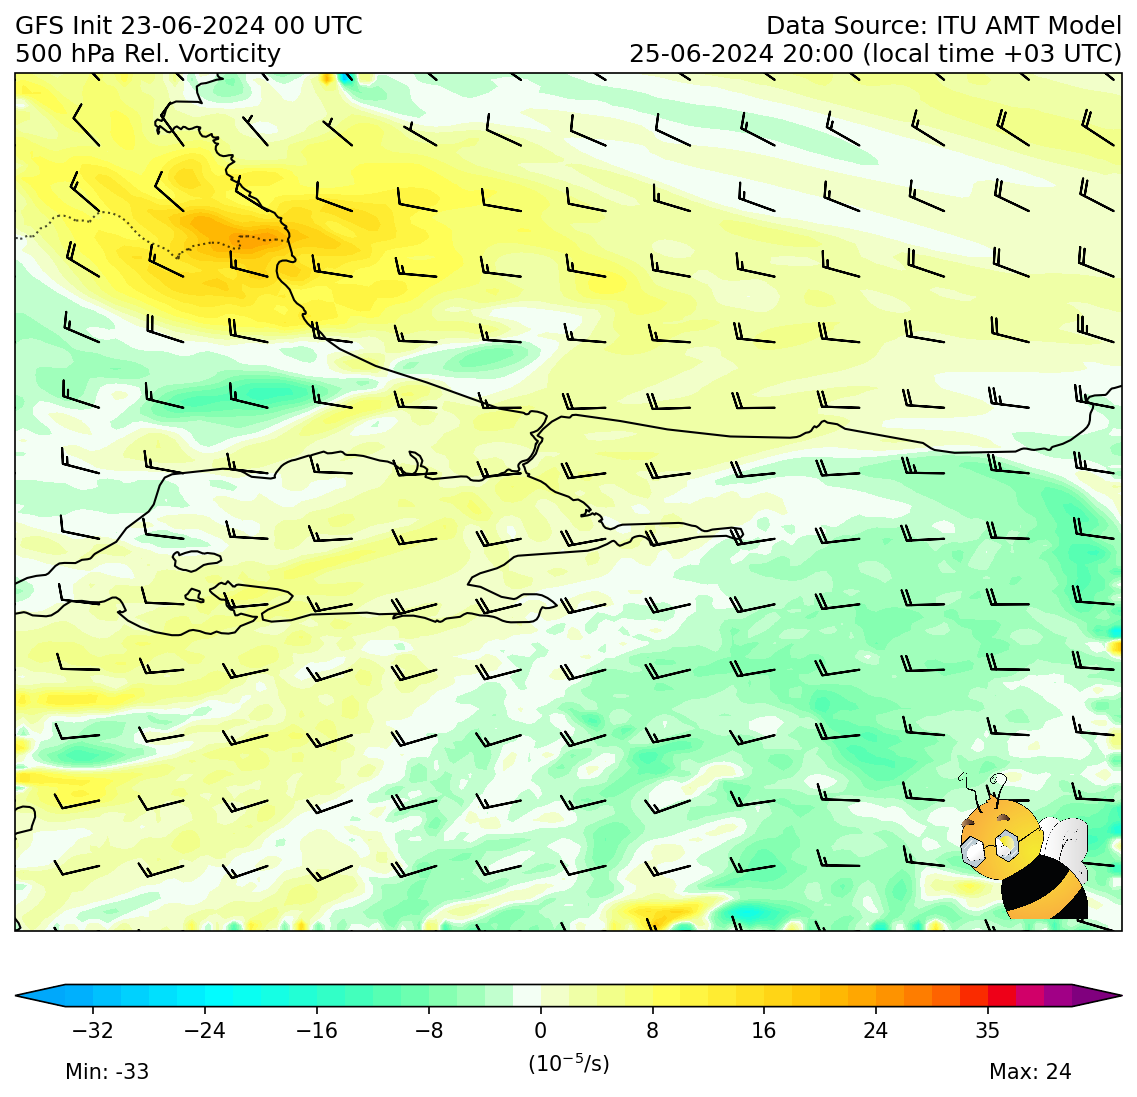 GFS Init 23-06-2024 00 UTC
Data Source: ITU AMT Model
500 hPa Rel. Vorticity
25-06-2024 20:00 (local time +03 UTC)
−32 −24 −16 −8 0 8 16 24 35
(10⁻⁵/s)
Min: -33
Max: 24